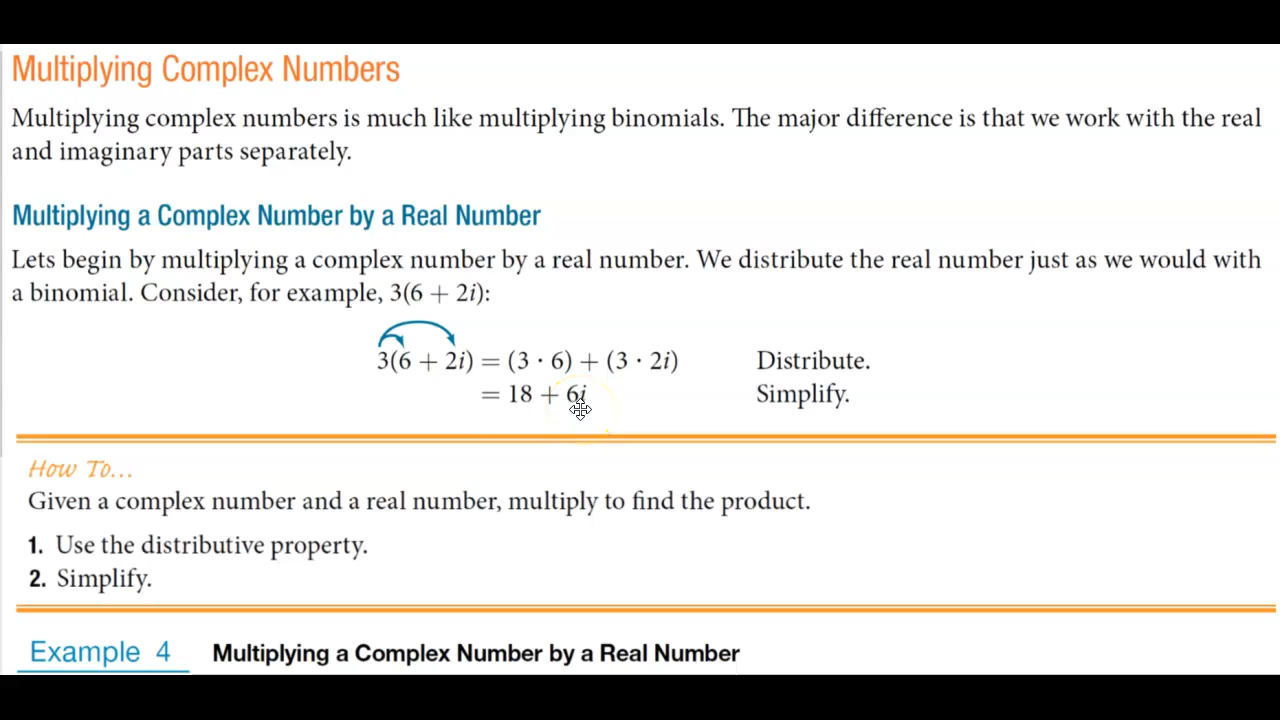 Multiplying Complex Numbers
Multiplying complex numbers is much like multiplying binomials. The major difference is that we work with the real
and imaginary parts separately.
Multiplying a Complex Number by a Real Number
Lets begin by multiplying a complex number by a real number. We distribute the real number just as we would with
a binomial. Consider, for example, 3(6 + 2i):
3(6 + 2i) = (3 · 6) + (3 · 2i) Distribute.
= 18 + 6i Simplify.
How To...
Given a complex number and a real number, multiply to find the product.
1. Use the distributive property.
2. Simplify.
Example 4 Multiplying a Complex Number by a Real Number